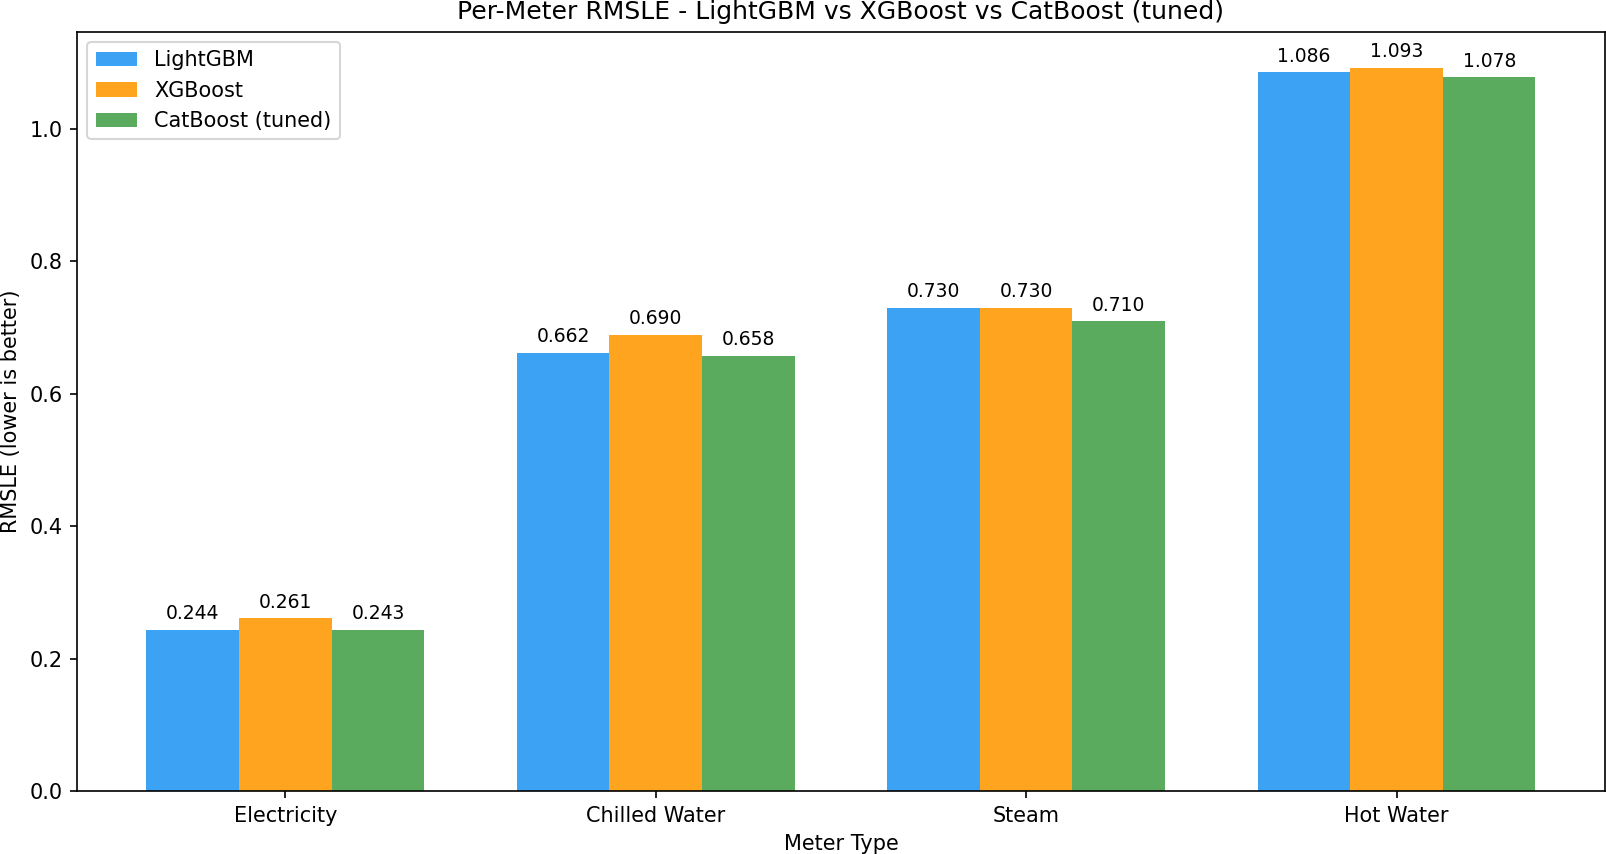 Per-Meter RMSLE - LightGBM vs XGBoost vs CatBoost (tuned)
LightGBM
XGBoost
CatBoost (tuned)
RMSLE (lower is better)
1.0
0.8
0.6
0.4
0.2
0.0
0.244
0.261
0.243
0.662
0.690
0.658
0.730
0.730
0.710
1.086
1.093
1.078
Electricity
Chilled Water
Steam
Hot Water
Meter Type